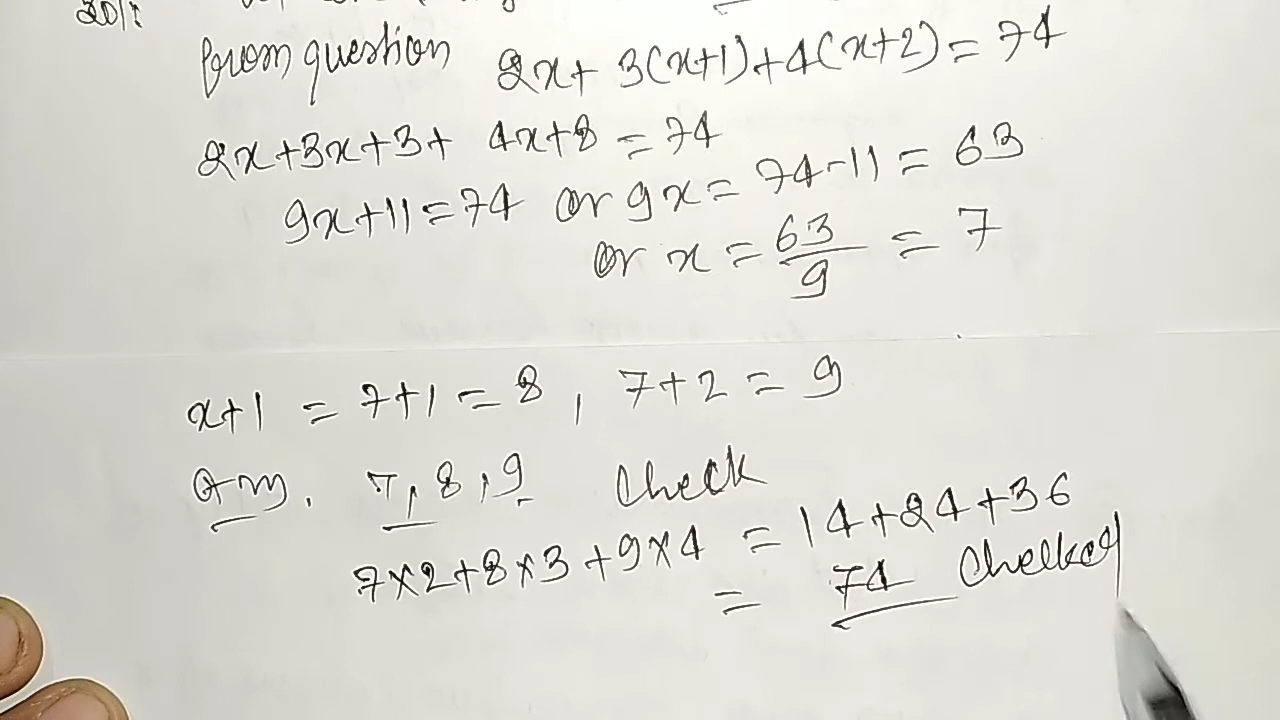 Sol:
From question 2x + 3(x+1) + 4(x+2) = 74
2x + 3x + 3 + 4x + 8 = 74
9x + 11 = 74 or 9x = 74 - 11 = 63
or x = 63/9 = 7
x+1 = 7+1 = 8, 7+2 = 9
Ans. 7, 8, 9 Check
7×2 + 8×3 + 9×4 = 14 + 24 + 36
= 74 Checked